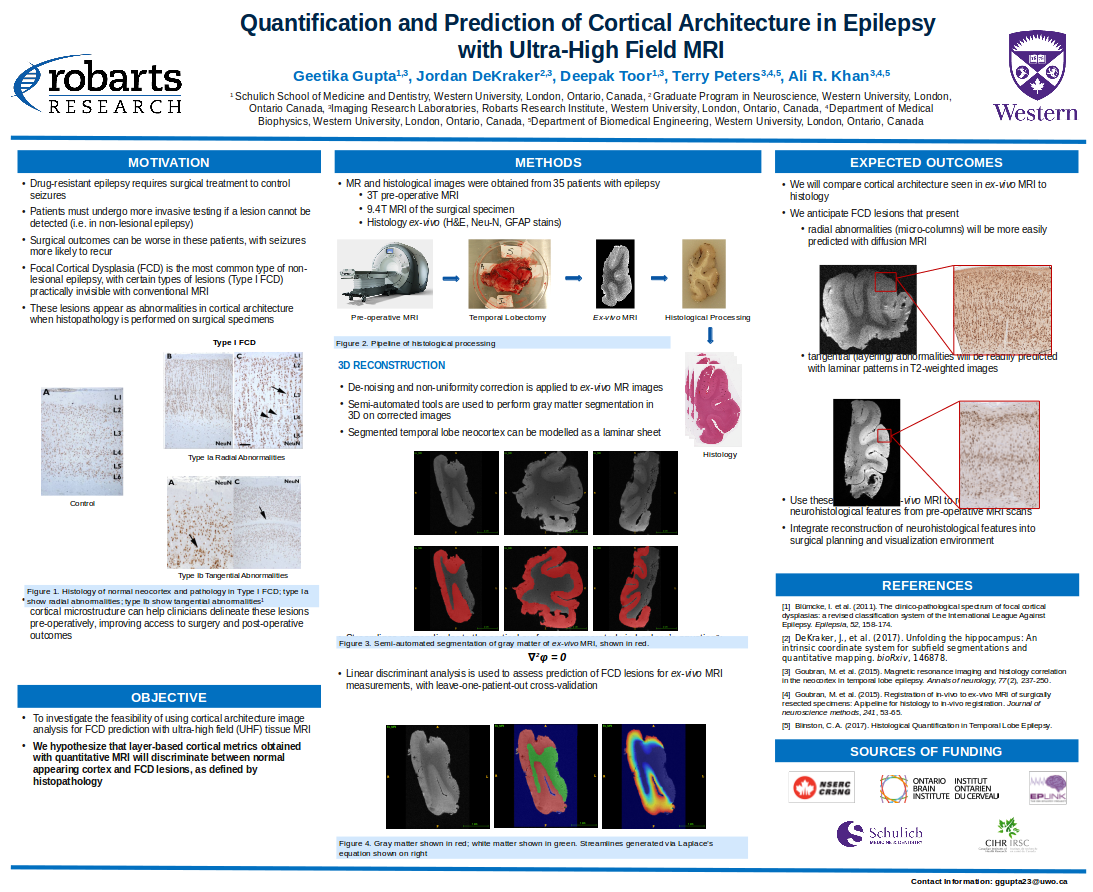 Quantification and Prediction of Cortical Architecture in Epilepsy
with Ultra-High Field MRI
Geetika Gupta1,3, Jordan DeKraker2,3, Deepak Toor1,3, Terry Peters3,4,5, Ali R. Khan3,4,5
1 Schulich School of Medicine and Dentistry, Western University, London, Ontario, Canada, 2 Graduate Program in Neuroscience, Western University, London,
Ontario Canada, 3Imaging Research Laboratories, Robarts Research Institute, Western University, London, Ontario, Canada, 4Department of Medical
Biophysics, Western University, London, Ontario, Canada, 5Department of Biomedical Engineering, Western University, London, Ontario, Canada
robarts
RESEARCH
Western
MOTIVATION
• Drug-resistant epilepsy requires surgical treatment to control
seizures
• Patients must undergo more invasive testing if a lesion cannot be
detected (i.e. in non-lesional epilepsy)
• Surgical outcomes can be worse in these patients, with seizures
more likely to recur
• Focal Cortical Dysplasia (FCD) is the most common type of non-
lesional epilepsy, with certain types of lesions (Type I FCD)
practically invisible with conventional MRI
• These lesions appear as abnormalities in cortical architecture
when histopathology is performed on surgical specimens
Type I FCD
A
L1
L2
L3
L4
L5
L6
Control
B
NeuN
C
L1
L2
L3
L4
L5
NeuN
Type Ia Radial Abnormalities
A
NeuN
C
NeuN
Type Ib Tangential Abnormalities
Figure 1. Histology of normal neocortex and pathology in Type I FCD; type Ia
show radial abnormalities; type Ib show tangential abnormalities1
cortical microstructure can help clinicians delineate these lesions
pre-operatively, improving access to surgery and post-operative
outcomes
OBJECTIVE
• To investigate the feasibility of using cortical architecture image
analysis for FCD prediction with ultra-high field (UHF) tissue MRI
• We hypothesize that layer-based cortical metrics obtained
with quantitative MRI will discriminate between normal
appearing cortex and FCD lesions, as defined by
histopathology
METHODS
• MR and histological images were obtained from 35 patients with epilepsy
• 3T pre-operative MRI
• 9.4T MRI of the surgical specimen
• Histology ex-vivo (H&E, Neu-N, GFAP stains)
Pre-operative MRI
Temporal Lobectomy
Ex-vivo MRI
Histological Processing
Figure 2. Pipeline of histological processing
Histology
3D RECONSTRUCTION
• De-noising and non-uniformity correction is applied to ex-vivo MR images
• Semi-automated tools are used to perform gray matter segmentation in
3D on corrected images
• Segmented temporal lobe neocortex can be modelled as a laminar sheet
Figure 3. Semi-automated segmentation of gray matter of ex-vivo MRI, shown in red.
∇²φ = 0
• Linear discriminant analysis is used to assess prediction of FCD lesions for ex-vivo MRI
measurements, with leave-one-patient-out cross-validation
Figure 4. Gray matter shown in red; white matter shown in green. Streamlines generated via Laplace's
equation shown on right
EXPECTED OUTCOMES
• We will compare cortical architecture seen in ex-vivo MRI to
histology
• We anticipate FCD lesions that present
• radial abnormalities (micro-columns) will be more easily
predicted with diffusion MRI
• tangential (layering) abnormalities will be readily predicted
with laminar patterns in T2-weighted images
• Use these -vivo MRI to
neurohistological features from pre-operative MRI scans
• Integrate reconstruction of neurohistological features into
surgical planning and visualization environment
REFERENCES
[1] Blümcke, I. et al. (2011). The clinico-pathological spectrum of focal cortical
dysplasias: a revised classification system of the International League Against
Epilepsy. Epilepsia, 52, 158-174.
[2] DeKraker, J., et al. (2017). Unfolding the hippocampus: An
intrinsic coordinate system for subfield segmentations and
quantitative mapping. bioRxiv, 146878.
[3] Goubran, M. et al. (2015). Magnetic resonance imaging and histology correlation
in the neocortex in temporal lobe epilepsy. Annals of neurology, 77(2), 237-250.
[4] Goubran, M. et al. (2015). Registration of in-vivo to ex-vivo MRI of surgically
resected specimens: A pipeline for histology to in-vivo registration. Journal of
neuroscience methods, 241, 53-65.
[5] Blinston, C.A. (2017). Histological Quantification in Temporal Lobe Epilepsy.
SOURCES OF FUNDING
NSERC
CRSNG
ONTARIO
BRAIN
INSTITUTE
INSTITUT
ONTARIEN
DU CERVEAU
EPLINK
Schulich
MEDICINE & DENTISTRY
CIHR IRSC
Contact Information: ggupta23@uwo.ca